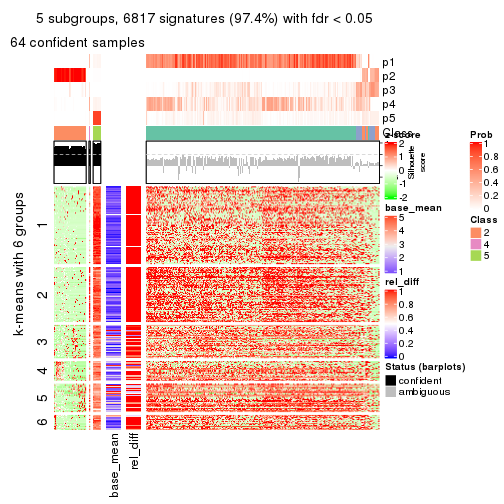 5 subgroups, 6817 signatures (97.4%) with fdr < 0.05
64 confident samples
p1
p2
p3
p4
p5
Class
z-score
2
1
0
-1
-2
Silhouette
score
Prob
1
0.8
0.6
0.4
0.2
0
base_mean
5
4
3
2
1
Class
2
4
5
rel_diff
1
0.8
0.6
0.4
0.2
0
Status (barplots)
confident
ambiguous
k-means with 6 groups
1
2
3
4
5
6
base_mean
rel_diff